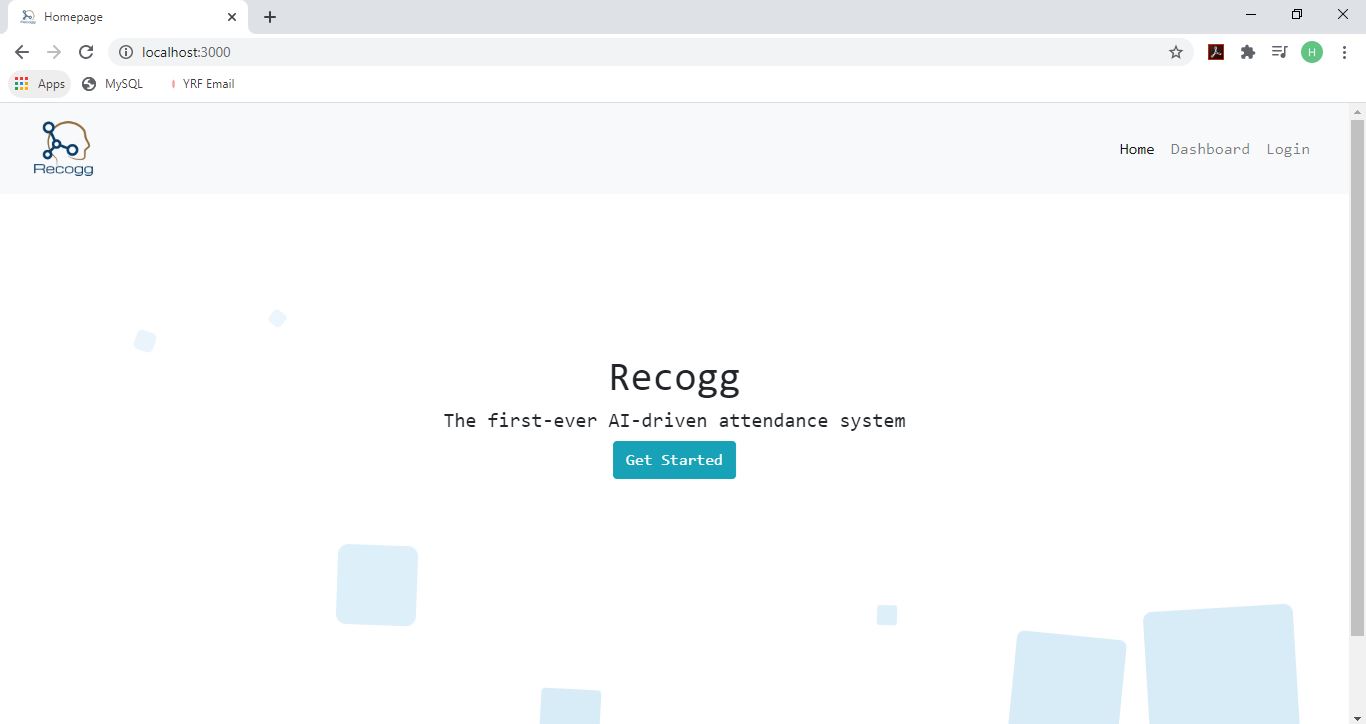 Homepage
localhost:3000
H
Apps MySQL YRF Email
Recogg
Home Dashboard Login
Recogg
The first-ever AI-driven attendance system
Get Started